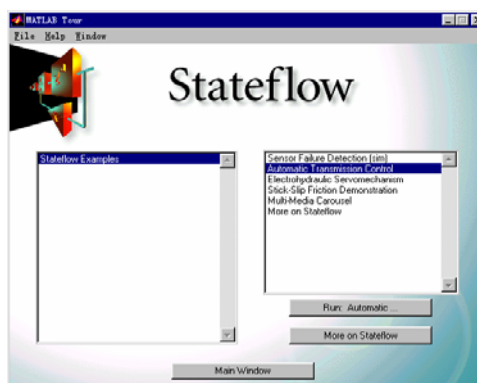 MATLAB Tour
File Help Window
Stateflow
Stateflow Examples
Sensor Failure Detection (sim)
Automatic Transmission Control
Electrohydraulic Servomechanism
Stick-Slip Friction Demonstration
Multi-Media Carousel
More on Stateflow
Run: Automatic ...
More on Stateflow
Main Window